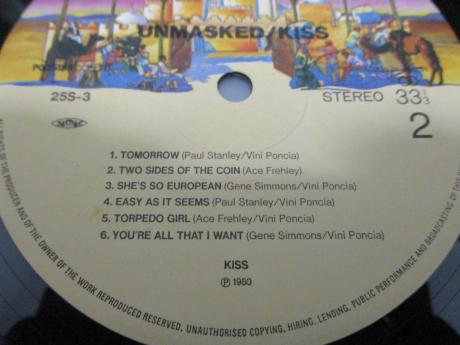 UNMASKED/KISS
25S-3
STEREO 33 1/3
2
1. TOMORROW (Paul Stanley/Vini Poncia)
2. TWO SIDES OF THE COIN (Ace Frehley)
3. SHE'S SO EUROPEAN (Gene Simmons/Vini Poncia)
4. EASY AS IT SEEMS (Paul Stanley/Vini Poncia)
5. TORPEDO GIRL (Ace Frehley/Vini Poncia)
6. YOU'RE ALL THAT I WANT (Gene Simmons/Vini Poncia)
KISS
Ⓟ 1980
OF THE PRODUCER AND OF THE OWNER OF THE WORK REPRODUCED RESERVED. UNAUTHORISED COPYING, HIRING, LENDING, PUBLIC PERFORMANCE AND BROADCASTING OF